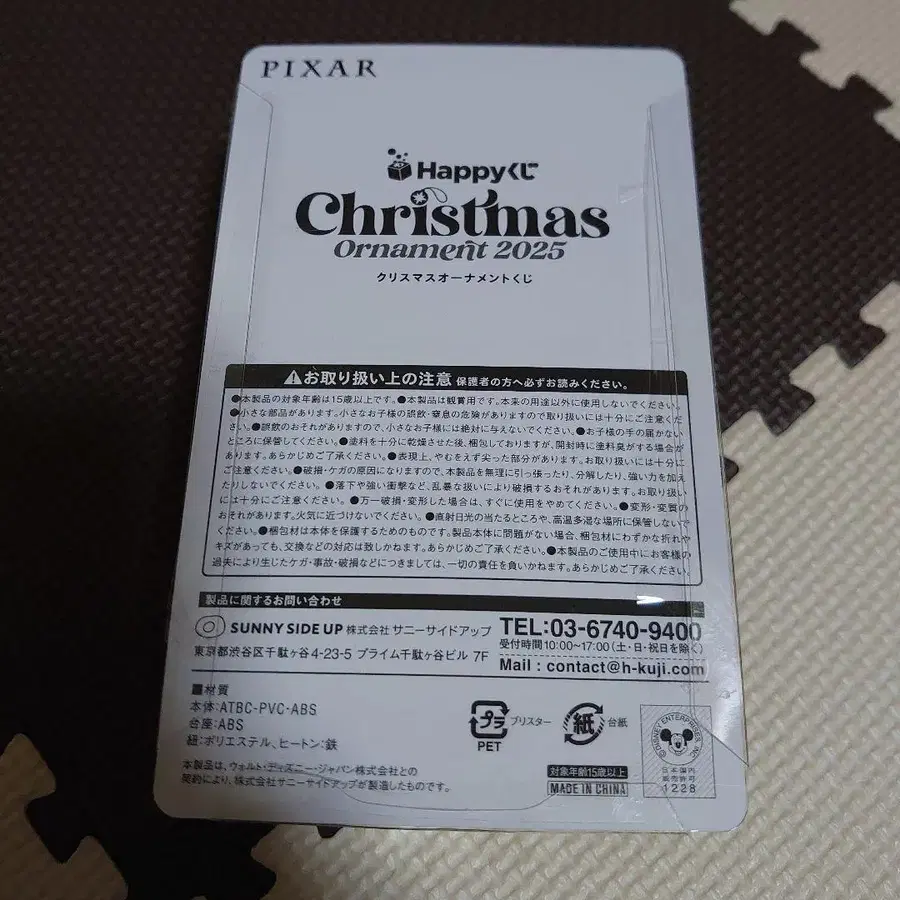 PIXAR
Happyくじ
Christmas
Ornament 2025
クリスマスオーナメントくじ
⚠お取り扱い上の注意 保護者の方へ必ずお読みください。
●本製品の対象年齢は15歳以上です。●本製品は観賞用です。本来の用途以外に使用しないでください。
●小さな部品があります。小さなお子様の誤飲・窒息の危険がありますので取り扱いには十分にご注意くださ
い。●誤飲のおそれがありますので、小さなお子様には絶対に与えないでください。●お子様の手の届かない
ところに保管してください。●塗料を十分に乾燥させた後、梱包しておりますが、開封時に塗料臭がする場合が
あります。あらかじめご了承ください。●表現上、やむをえず尖った部分があります。お取り扱いには十分に
ご注意ください。●破損・ケガの原因になりますので、本製品を無理に引っ張ったり、分解したり、強い力を加え
たりしないでください。●落下や強い衝撃など、乱暴な扱いにより破損するおそれがあります。お取り扱い
には十分にご注意ください。●万一破損・変形した場合は、すぐに使用をやめてください。●変形・変質の
おそれがあります。火気に近づけないでください。●直射日光の当たるところや、高温多湿な場所に保管しないで
ください。●梱包材は本体を保護するためのものです。製品本体に問題がない場合、梱包材にわずかな折れや
キズがあっても、交換などの対応は致しかねます。あらかじめご了承ください。●本製品のご使用中にお客様の
過失により生じたケガ・事故・破損などにつきましては、一切の責任を負いかねます。あらかじめご了承ください。
製品に関するお問い合わせ
SUNNY SIDE UP 株式会社 サニーサイドアップ
東京都渋谷区千駄ヶ谷4-23-5 プライム千駄ヶ谷ビル 7F
TEL:03-6740-9400
受付時間10:00~17:00(土・日・祝日を除く)
Mail : contact@h-kuji.com
■材質
本体:ATBC-PVC・ABS
台座:ABS
紐:ポリエステル、ヒートン:鉄
本製品は、ウォルト・ディズニー・ジャパン株式会社との
契約により、株式会社サニーサイドアップが製造したものです。
プラ
ブリスター
PET
紙
台紙
対象年齢15歳以上
MADE IN CHINA
©DISNEY ENTERPRISES, INC.
日本国内
販売許可
1228